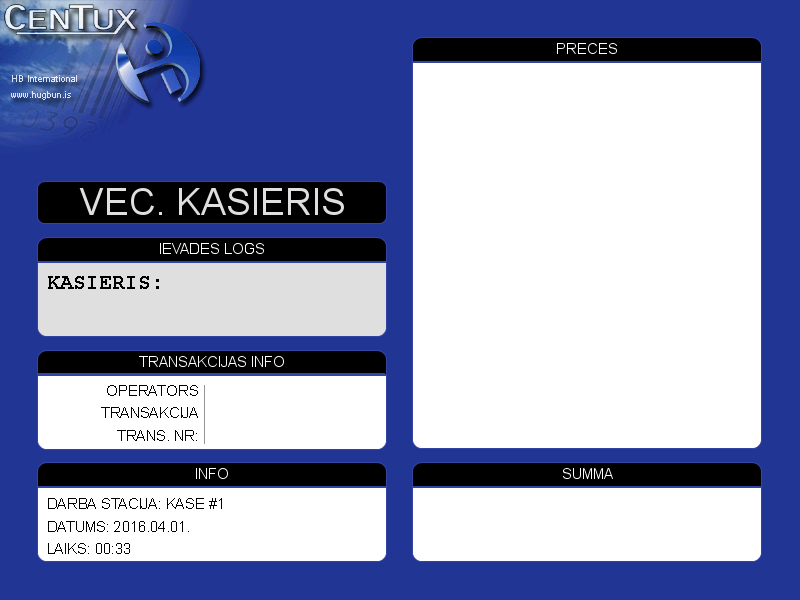 CENTUX
HB International
www.hugbun.is
VEC. KASIERIS
IEVADES LOGS
KASIERIS:
TRANSAKCIJAS INFO
OPERATORS
TRANSAKCIJA
TRANS. NR:
INFO
DARBA STACIJA: KASE #1
DATUMS: 2016.04.01.
LAIKS: 00:33
PRECES
SUMMA